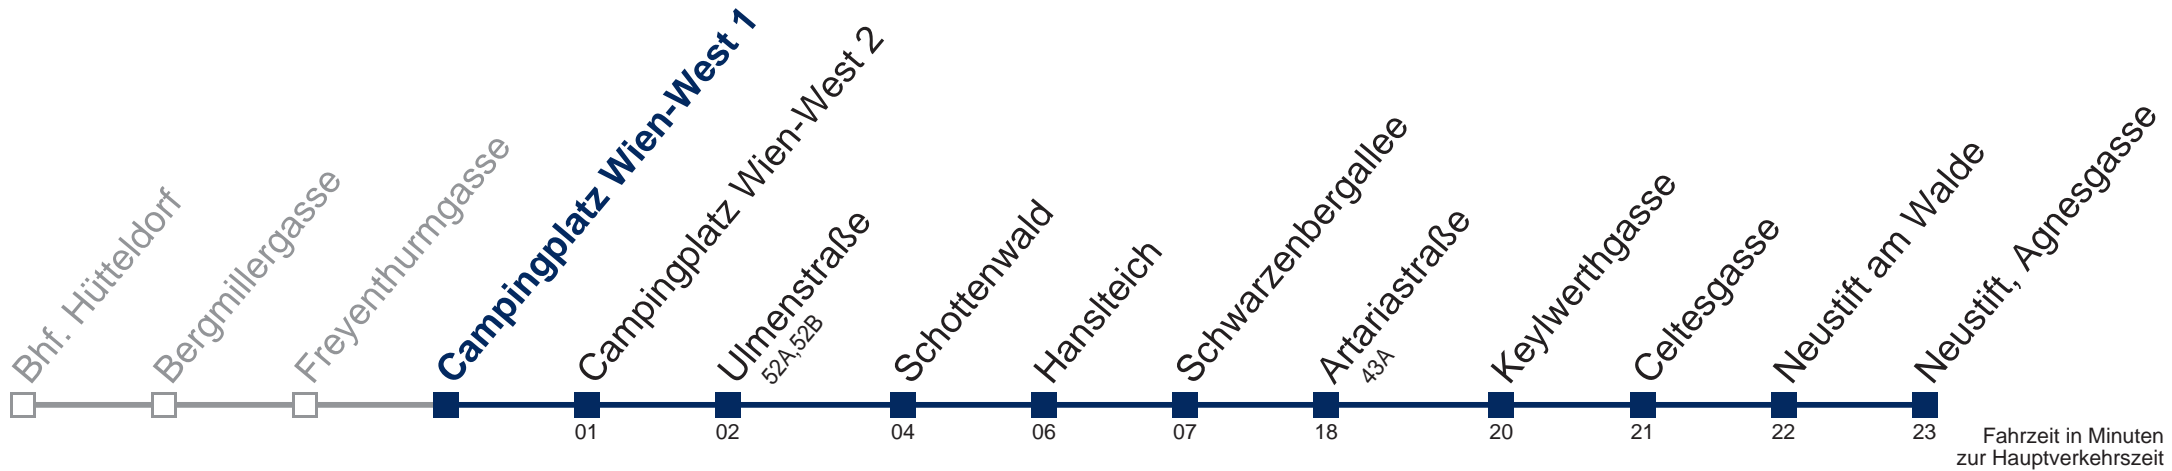 Bhf. Hütteldorf
Bergmillergasse
Freyenthurmgasse
Campingplatz Wien-West 1
Campingplatz Wien-West 2
Ulmenstraße
52A,52B
Schottenwald
Hanslteich
Schwarzenbergallee
Artariastraße
43A
Keylwerthgasse
Celtesgasse
Neustift am Walde
Neustift, Agnesgasse
01 02 04 06 07 18 20 21 22 23
Fahrzeit in Minuten
zur Hauptverkehrszeit